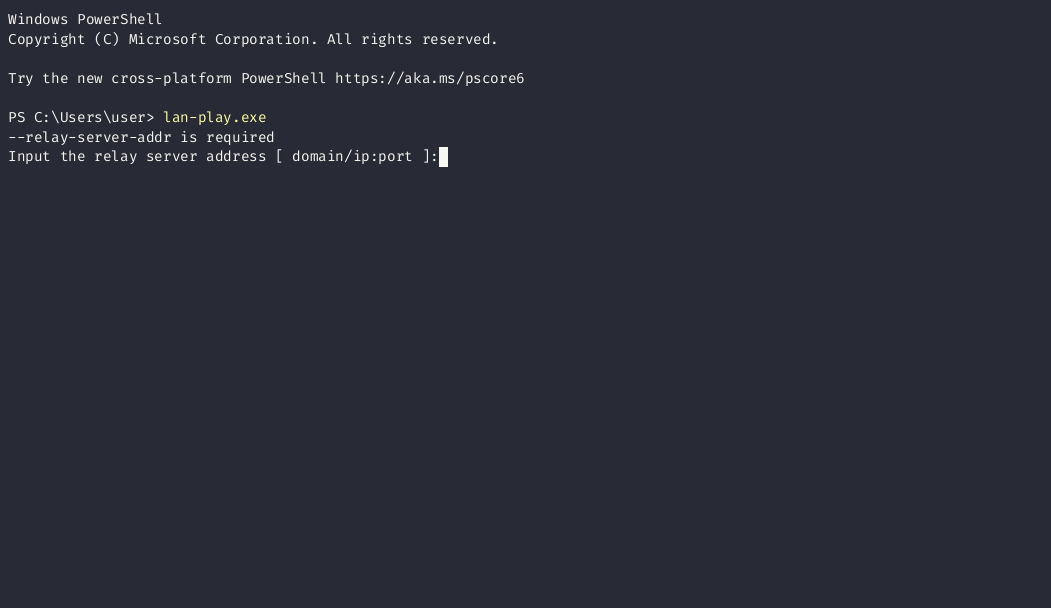 Windows PowerShell
Copyright (C) Microsoft Corporation. All rights reserved.
Try the new cross-platform PowerShell https://aka.ms/pscore6
PS C:\Users\user> lan-play.exe
--relay-server-addr is required
Input the relay server address [ domain/ip:port ]: